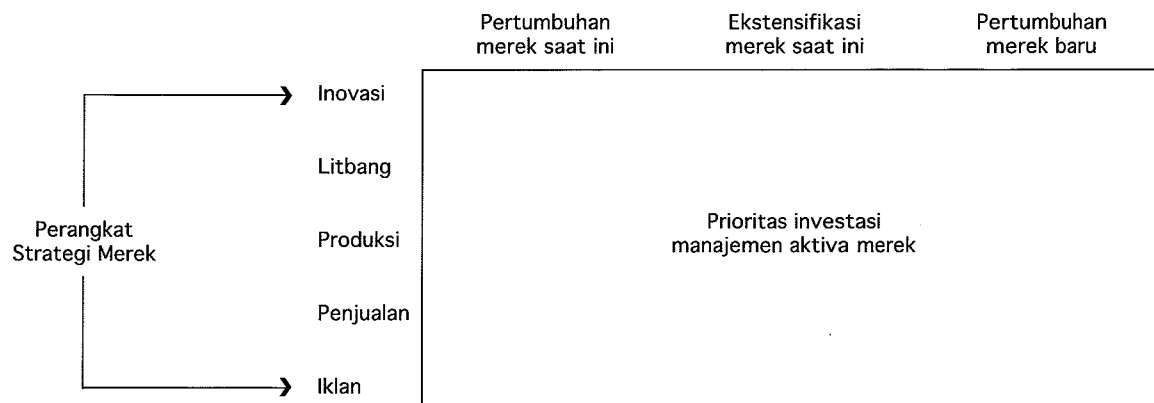 Pertumbuhan
merek saat ini
Ekstensifikasi
merek saat ini
Pertumbuhan
merek baru
Inovasi
Litbang
Perangkat
Strategi Merek
Produksi
Prioritas investasi
manajemen aktiva merek
Penjualan
Iklan